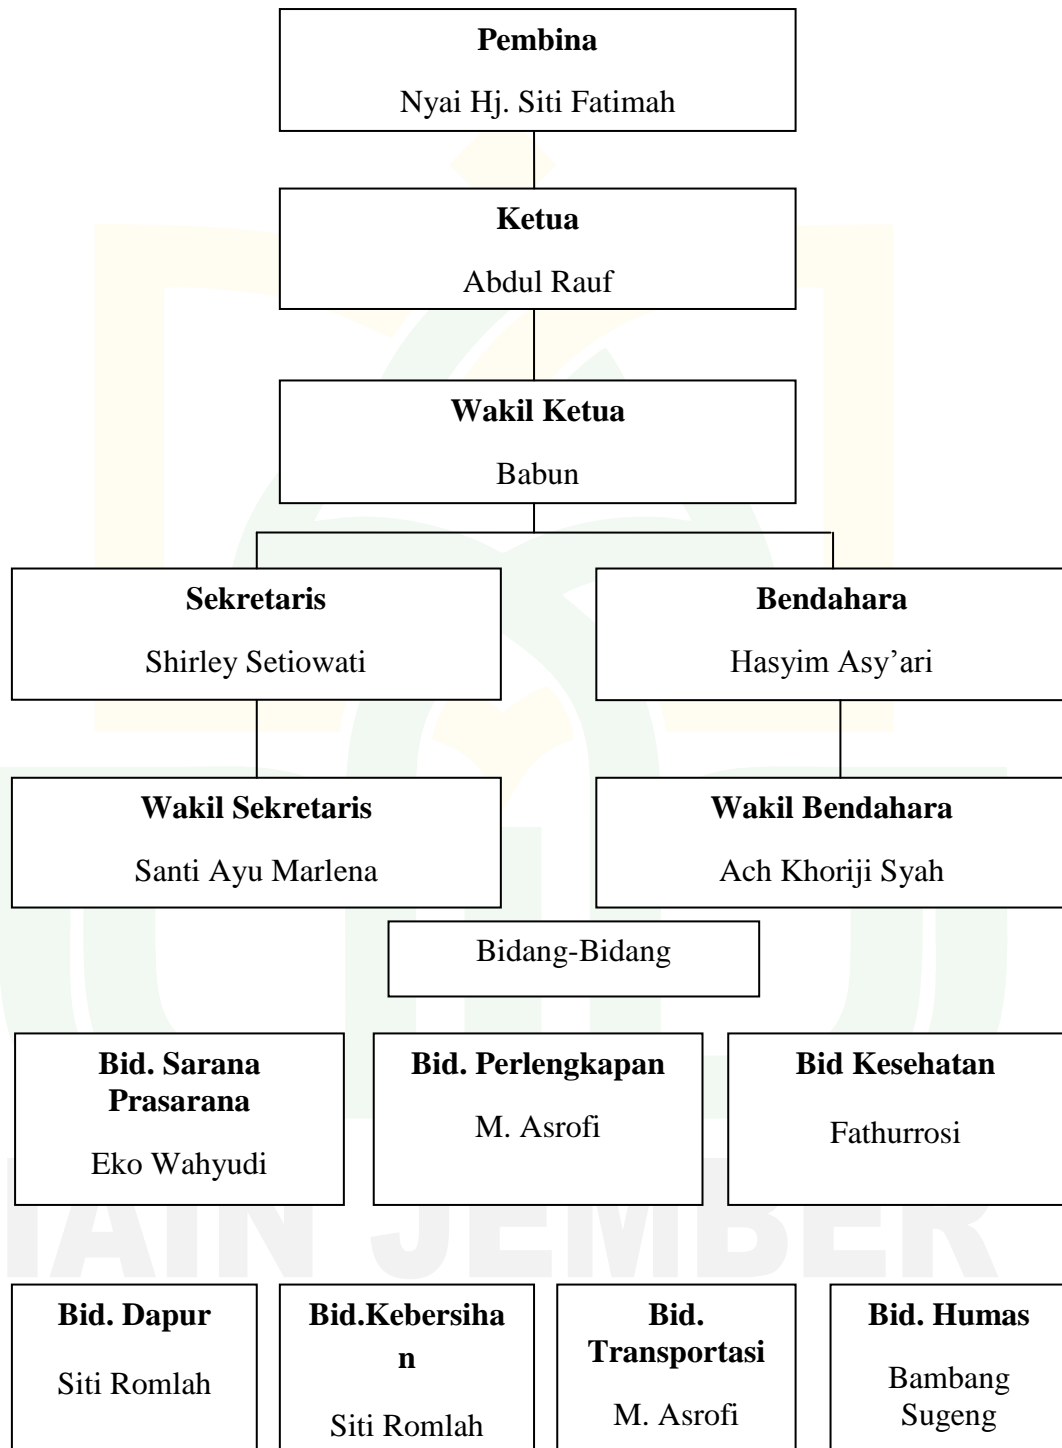 Pembina
Nyai Hj. Siti Fatimah
Ketua
Abdul Rauf
Wakil Ketua
Babun
Sekretaris
Shirley Setiowati
Bendahara
Hasyim Asy’ari
Wakil Sekretaris
Santi Ayu Marlena
Wakil Bendahara
Ach Khoriji Syah
Bidang-Bidang
Bid. Sarana
Prasarana
Eko Wahyudi
Bid. Perlengkapan
M. Asrofi
Bid Kesehatan
Fathurrosi
IAIN JEMBER
Bid. Dapur
Siti Romlah
Bid.Kebersiha
n
Siti Romlah
Bid.
Transportasi
M. Asrofi
Bid. Humas
Bambang
Sugeng